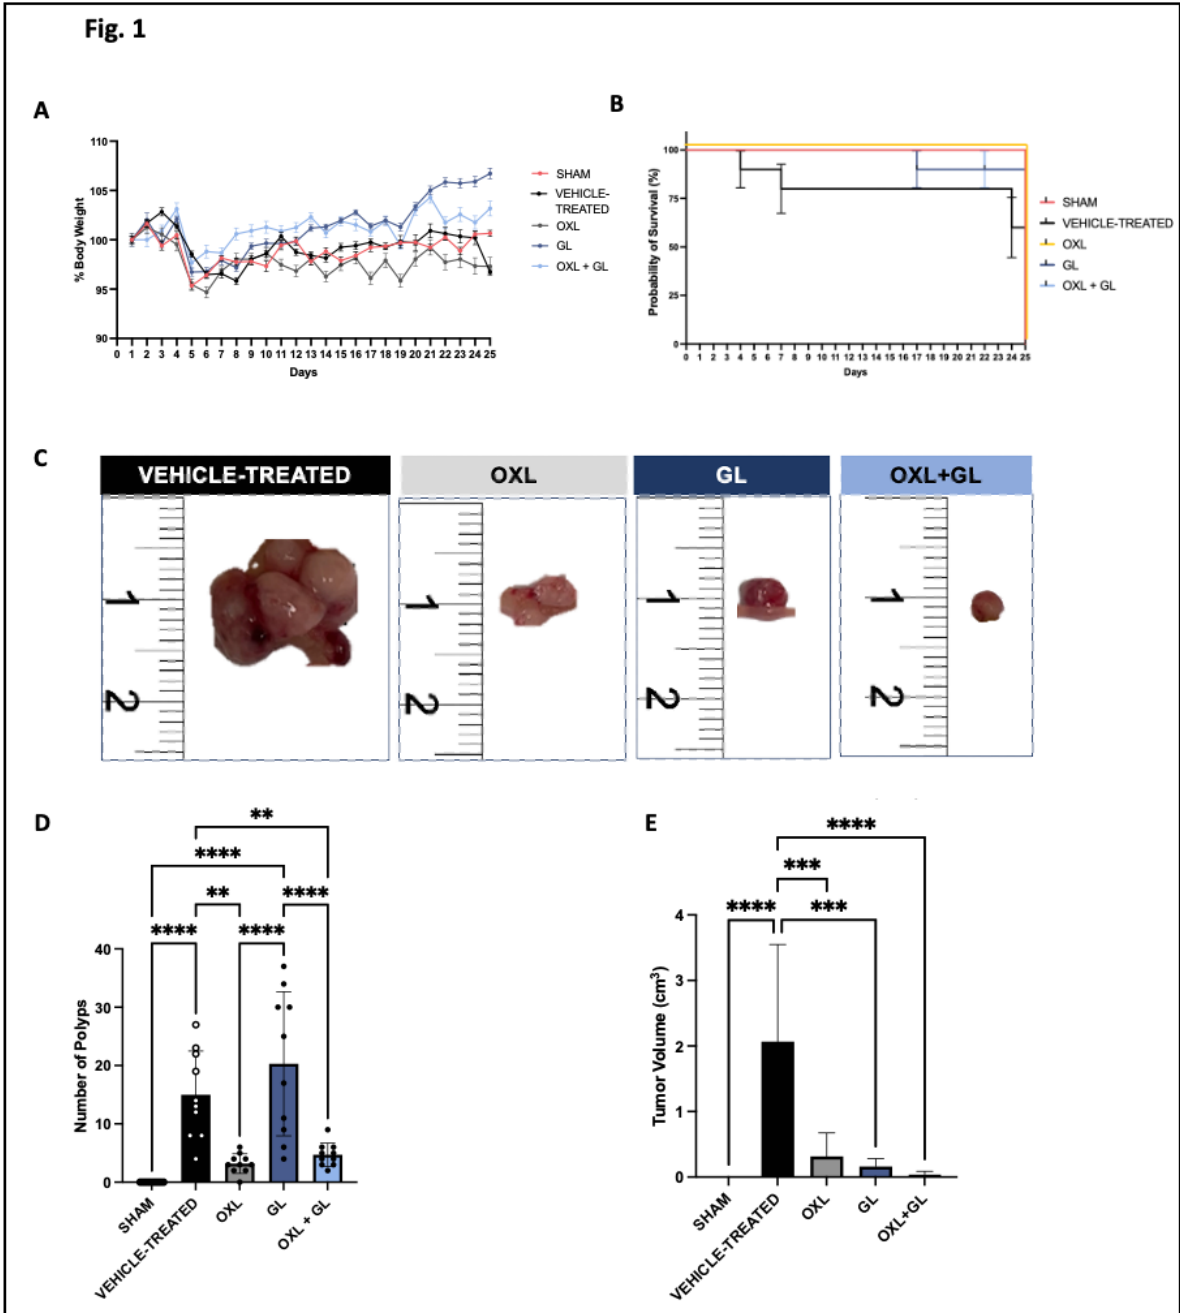 Fig. 1
A
110
105
100
95
90
% Body Weight
0 1 2 3 4 5 6 7 8 9 10 11 12 13 14 15 16 17 18 19 20 21 22 23 24 25
Days
SHAM
VEHICLE-
TREATED
OXL
GL
OXL + GL
B
100
75
50
25
0
Probability of Survival (%)
0 1 2 3 4 5 6 7 8 9 10 11 12 13 14 15 16 17 18 19 20 21 22 23 24 25
Days
SHAM
VEHICLE-TREATED
OXL
GL
OXL + GL
C
VEHICLE-TREATED
OXL
GL
OXL+GL
1
2
1
2
1
2
1
2
D
**
****
** ****
**** ****
40
30
20
10
0
Number of Polyps
SHAM
VEHICLE-TREATED
OXL
GL
OXL + GL
E
****
***
**** ***
4
3
2
1
0
Tumor Volume (cm³)
SHAM
VEHICLE-TREATED
OXL
GL
OXL+GL